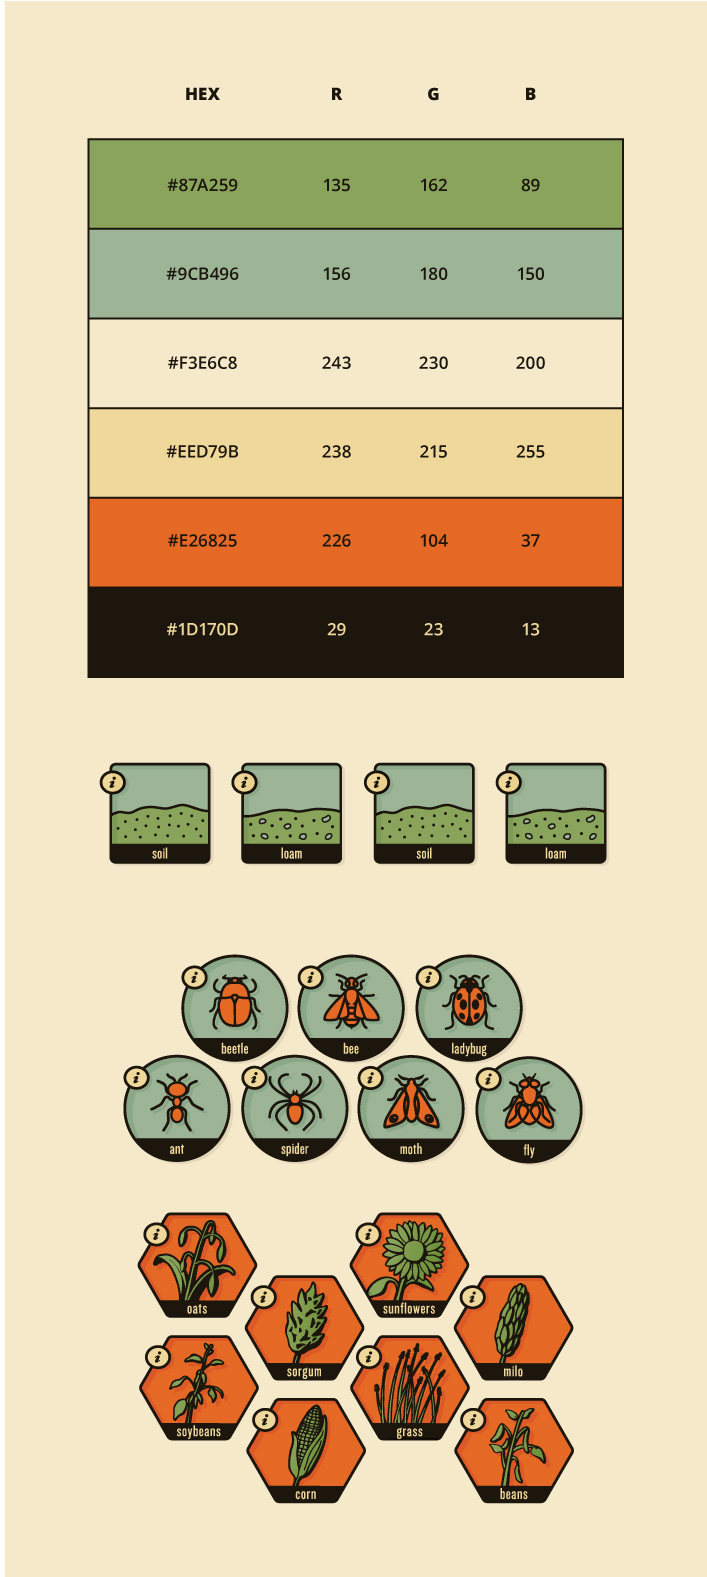 HEX R G B
#87A259 135 162 89
#9CB496 156 180 150
#F3E6C8 243 230 200
#EED79B 238 215 255
#E26825 226 104 37
#1D170D 29 23 13
i i i i
soil loam soil loam
i i i
beetle bee ladybug
i i i i
ant spider moth fly
i i
oats sunflowers
i i
sorgum milo
i i
soybeans grass
i i
corn beans